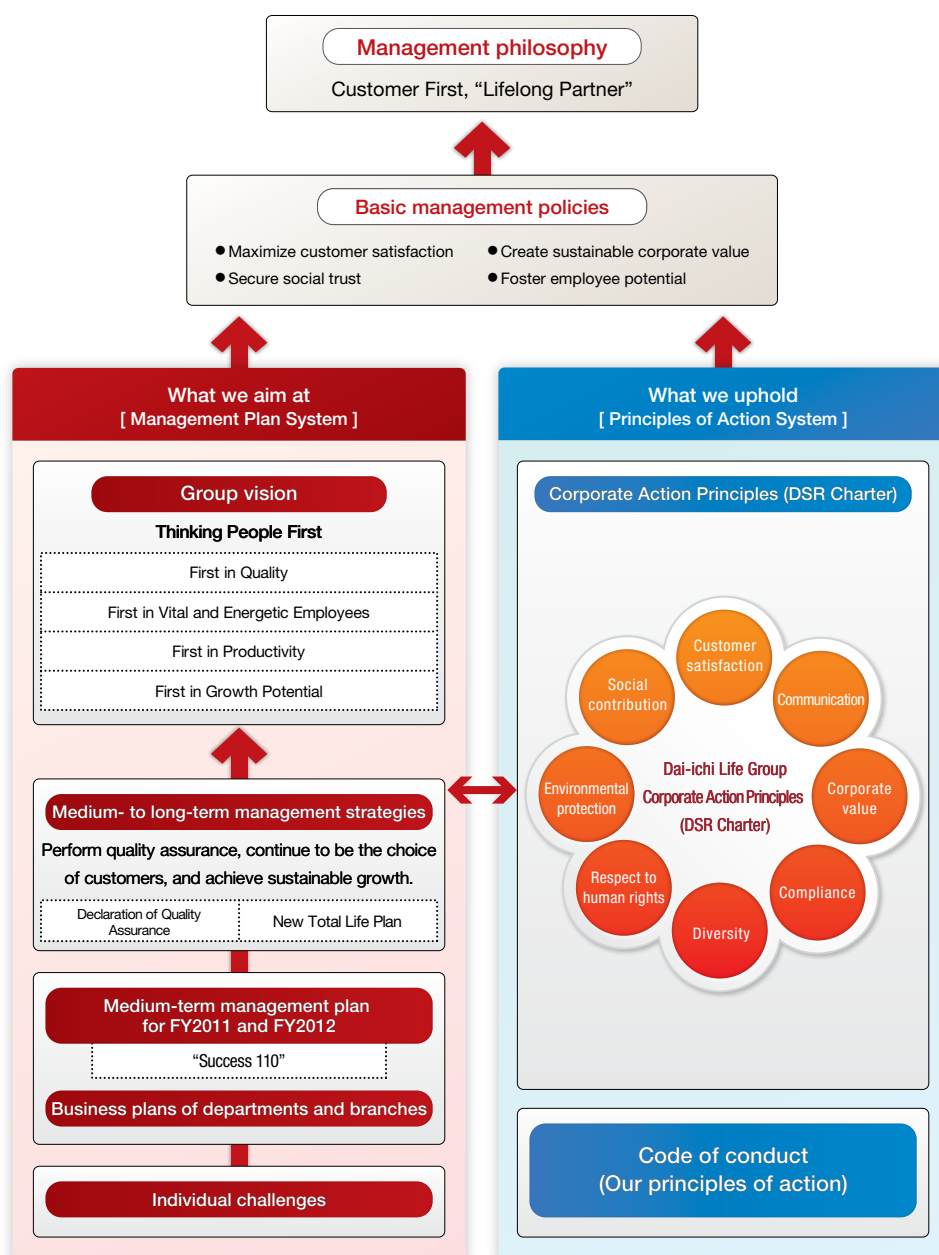 Management philosophy
Customer First, “Lifelong Partner”
Basic management policies
● Maximize customer satisfaction
● Secure social trust
● Create sustainable corporate value
● Foster employee potential
What we aim at
[ Management Plan System ]
Group vision
Thinking People First
First in Quality
First in Vital and Energetic Employees
First in Productivity
First in Growth Potential
Medium- to long-term management strategies
Perform quality assurance, continue to be the choice
of customers, and achieve sustainable growth.
Declaration of Quality
Assurance
New Total Life Plan
Medium-term management plan
for FY2011 and FY2012
“Success 110”
Business plans of departments and branches
Individual challenges
What we uphold
[ Principles of Action System ]
Corporate Action Principles (DSR Charter)
Customer
satisfaction
Communication
Corporate
value
Compliance
Diversity
Respect to
human rights
Environmental
protection
Social
contribution
Dai-ichi Life Group
Corporate Action Principles
(DSR Charter)
Code of conduct
(Our principles of action)